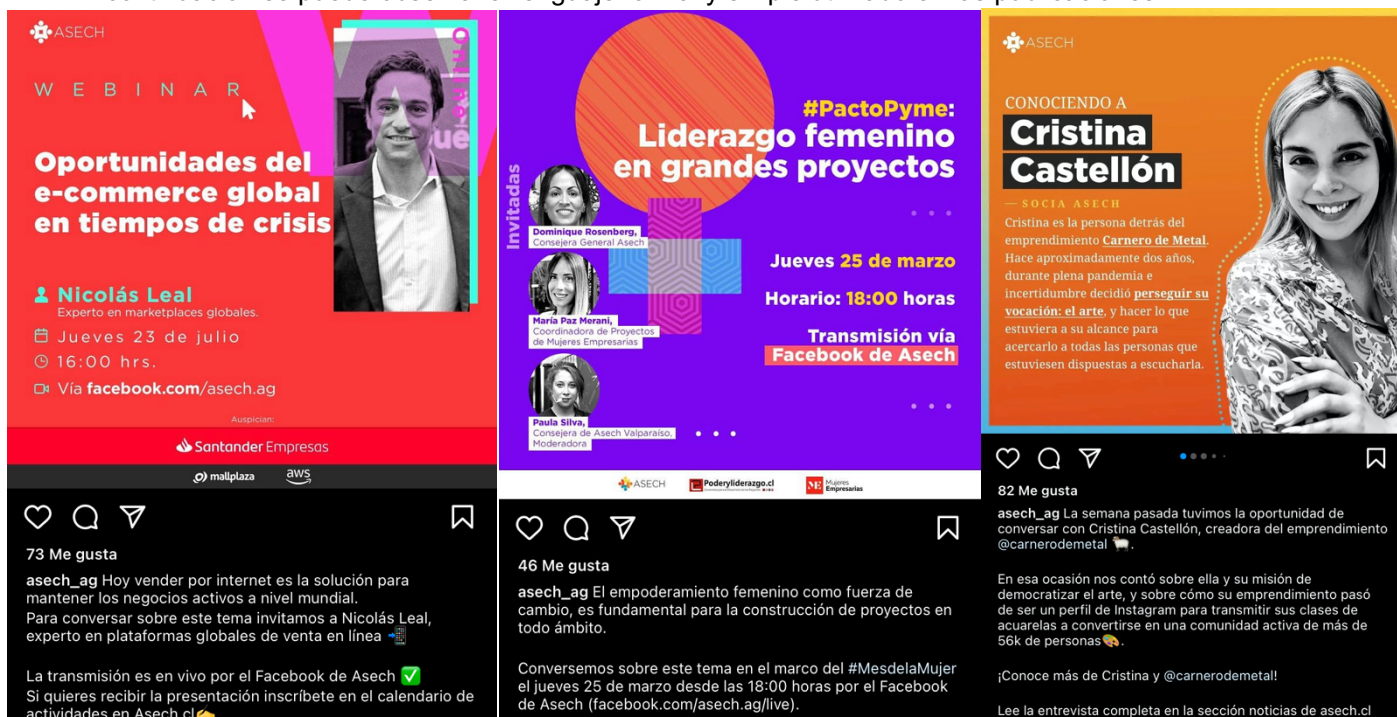 ASECH
WEBINAR
Online
Oportunidades del
e-commerce global
en tiempos de crisis
Nicolás Leal
Experto en marketplaces globales.
Jueves 23 de julio
16:00 hrs.
Vía facebook.com/asech.ag
Auspician:
Santander Empresas
mallplaza aws
73 Me gusta
asech_ag Hoy vender por internet es la solución para
mantener los negocios activos a nivel mundial.
Para conversar sobre este tema invitamos a Nicolás Leal,
experto en plataformas globales de venta en línea 📲
La transmisión es en vivo por el Facebook de Asech ✅
Si quieres recibir la presentación inscríbete en el calendario de
actividades en Asech.cl✍️
#PactoPyme:
Liderazgo femenino
en grandes proyectos
Invitadas
Dominique Rosenberg,
Consejera General Asech
María Paz Merani,
Coordinadora de Proyectos
de Mujeres Empresarias
Paula Silva,
Consejera de Asech Valparaíso,
Moderadora
Jueves 25 de marzo
Horario: 18:00 horas
Transmisión vía
Facebook de Asech
ASECH Poderyliderazgo.cl ME Mujeres
Empresarias
46 Me gusta
asech_ag El empoderamiento femenino como fuerza de
cambio, es fundamental para la construcción de proyectos en
todo ámbito.
Conversemos sobre este tema en el marco del #MesdelaMujer
el jueves 25 de marzo desde las 18:00 horas por el Facebook
de Asech (facebook.com/asech.ag/live).
ASECH
CONOCIENDO A
Cristina
Castellón
— SOCIA ASECH
Cristina es la persona detrás del
emprendimiento Carnero de Metal.
Hace aproximadamente dos años,
durante plena pandemia e
incertidumbre decidió perseguir su
vocación: el arte, y hacer lo que
estuviera a su alcance para
acercarlo a todas las personas que
estuviesen dispuestas a escucharla.
82 Me gusta
asech_ag La semana pasada tuvimos la oportunidad de
conversar con Cristina Castellón, creadora del emprendimiento
@carnerodemetal 🐏.
En esa ocasión nos contó sobre ella y su misión de
democratizar el arte, y sobre cómo su emprendimiento pasó
de ser un perfil de Instagram para transmitir sus clases de
acuarelas a convertirse en una comunidad activa de más de
56k de personas🎨.
¡Conoce más de Cristina y @carnerodemetal!
Lee la entrevista completa en la sección noticias de asech.cl